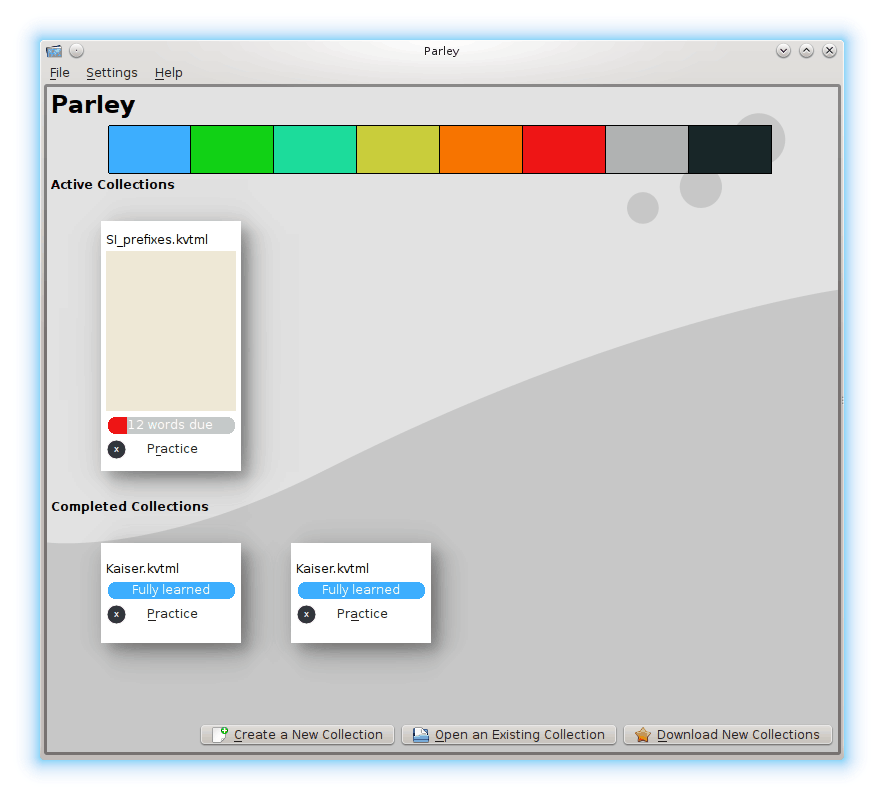 Parley
File Settings Help
Parley
Active Collections
SI_prefixes.kvtml
12 words due
x Practice
Completed Collections
Kaiser.kvtml Kaiser.kvtml
Fully learned Fully learned
x Practice x Practice
Create a New Collection Open an Existing Collection Download New Collections